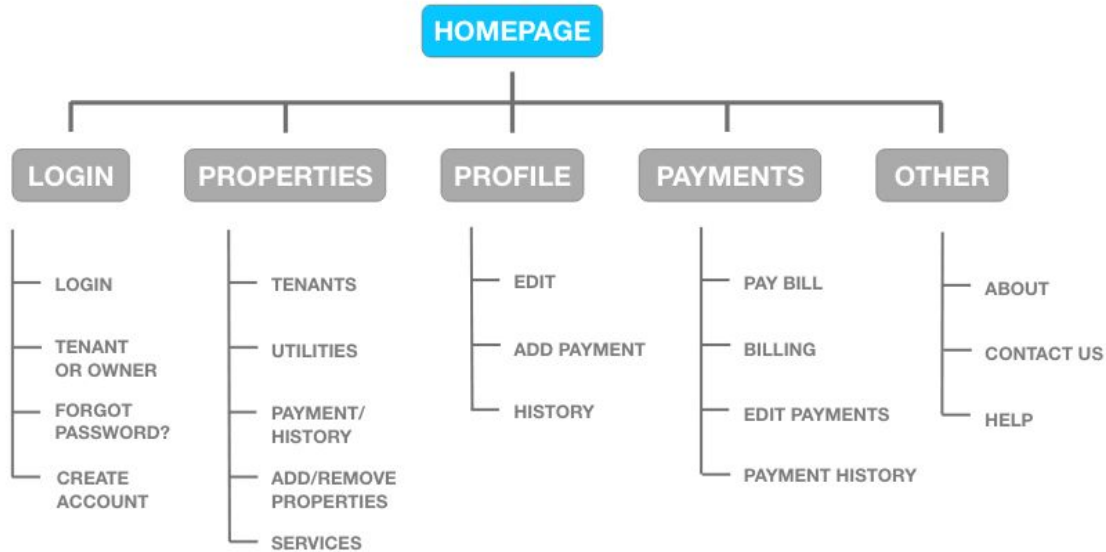 HOMEPAGE
LOGIN
PROPERTIES
PROFILE
PAYMENTS
OTHER
LOGIN
TENANT
OR OWNER
FORGOT
PASSWORD?
CREATE
ACCOUNT
TENANTS
UTILITIES
PAYMENT/
HISTORY
ADD/REMOVE
PROPERTIES
SERVICES
EDIT
ADD PAYMENT
HISTORY
PAY BILL
BILLING
EDIT PAYMENTS
PAYMENT HISTORY
ABOUT
CONTACT US
HELP